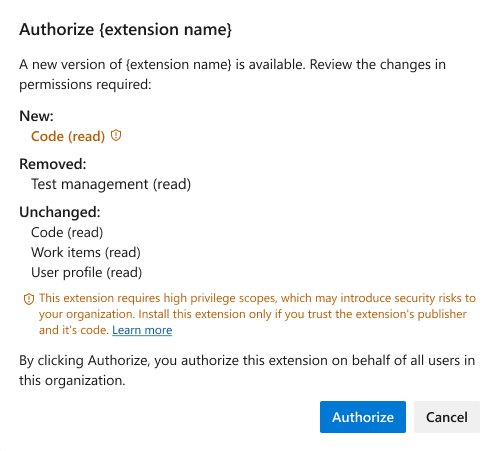 Authorize {extension name}
A new version of {extension name} is available. Review the changes in
permissions required:
New:
Code (read)
Removed:
Test management (read)
Unchanged:
Code (read)
Work items (read)
User profile (read)
This extension requires high privilege scopes, which may introduce security risks to
your organization. Install this extension only if you trust the extension's publisher
and it's code. Learn more
By clicking Authorize, you authorize this extension on behalf of all users in
this organization.
Authorize
Cancel